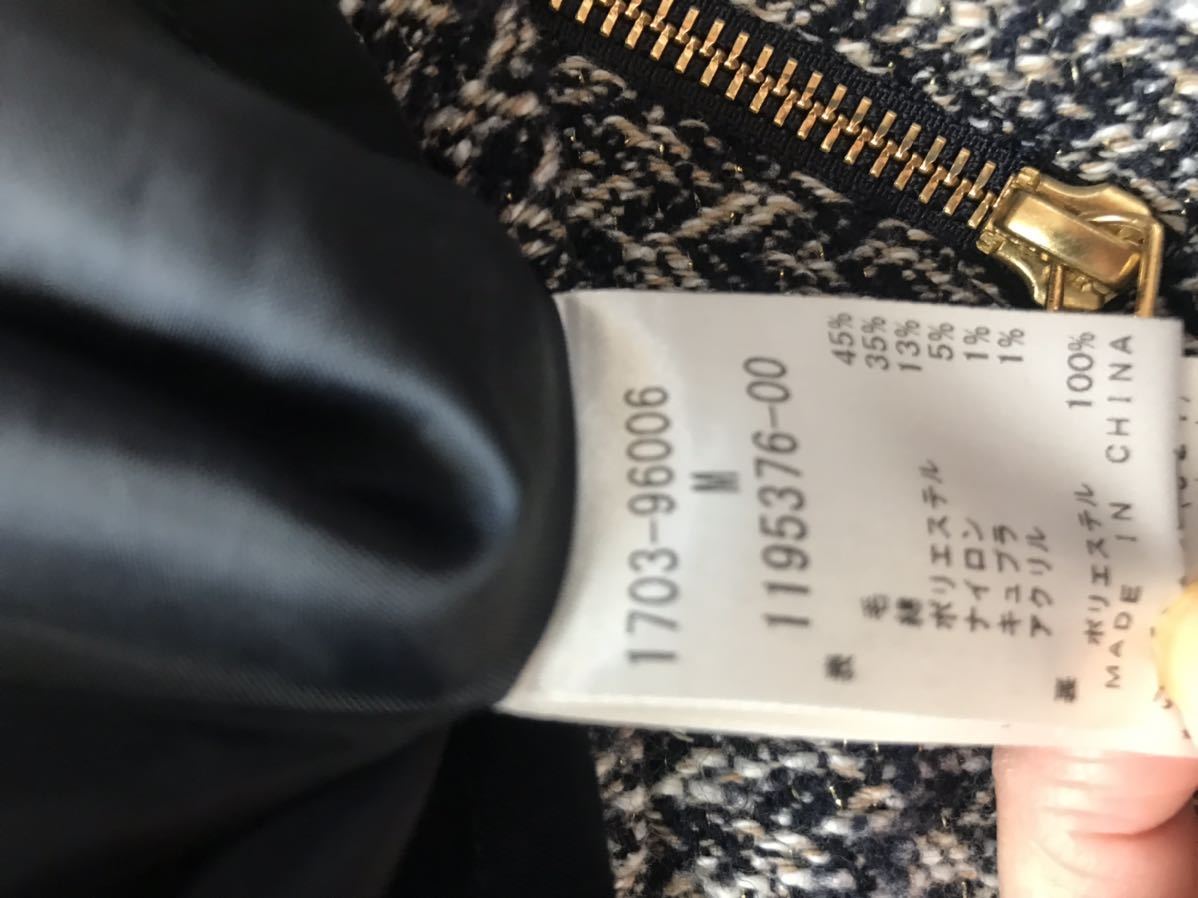 1703-96006
M
1195376-00
表
毛 45%
綿 35%
ポリエステル 13%
ナイロン 5%
キュプラ 1%
アクリル 1%
裏
ポリエステル 100%
MADE IN CHINA